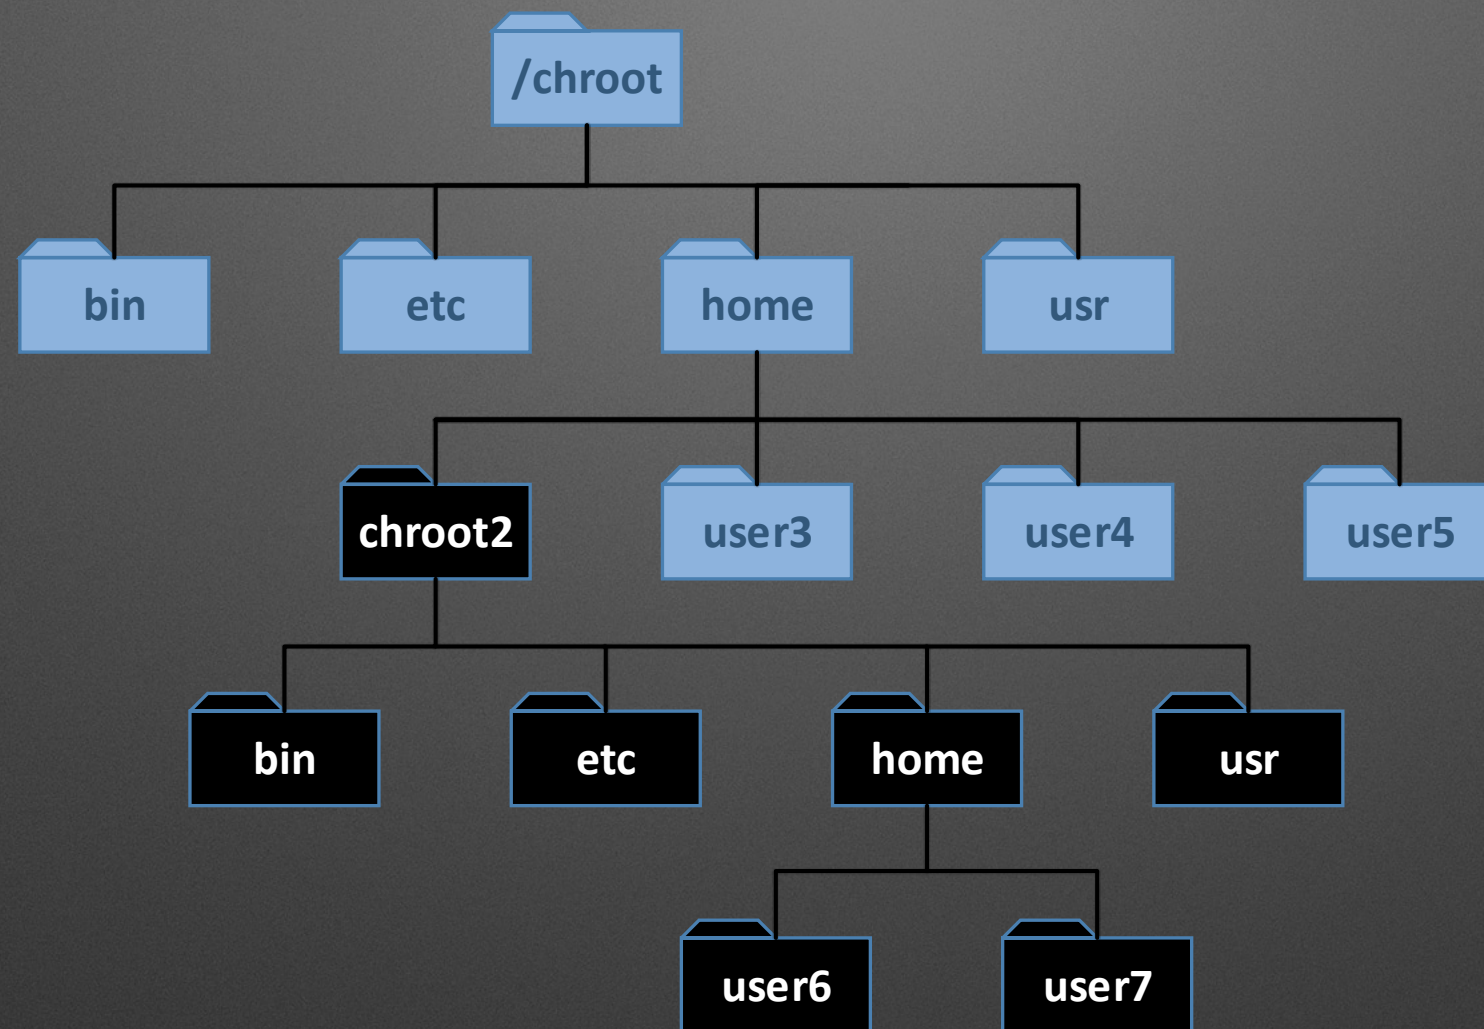 /chroot
bin
etc
home
usr
chroot2
user3
user4
user5
bin
etc
home
usr
user6
user7